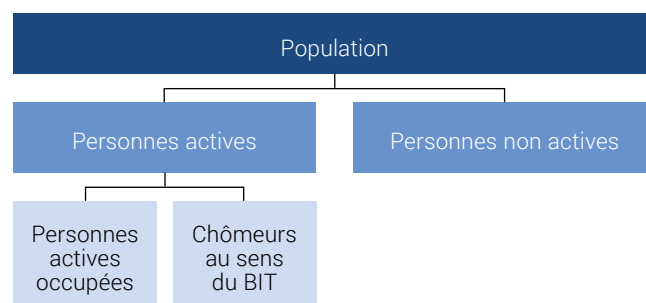 Population
Personnes actives
Personnes non actives
Personnes
actives
occupées
Chômeurs
au sens
du BIT